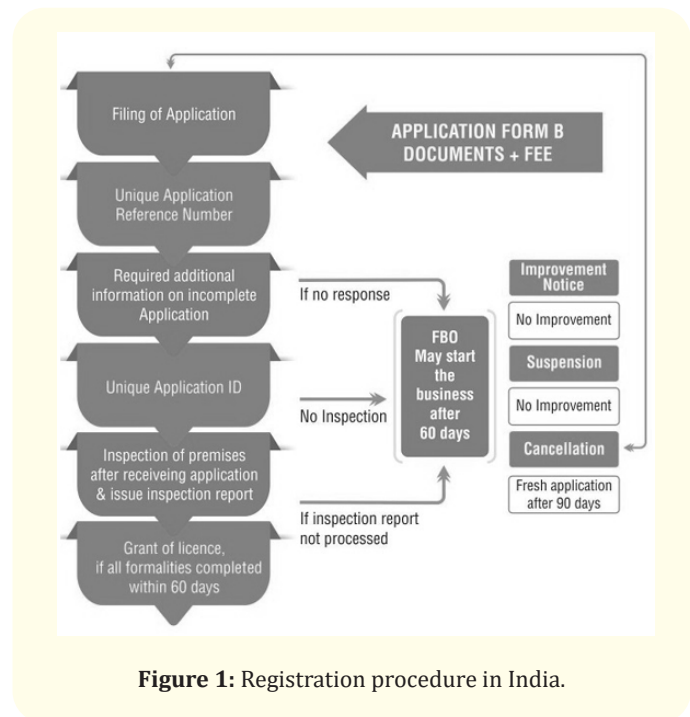 Filing of Application
APPLICATION FORM B
DOCUMENTS + FEE
Unique Application
Reference Number
Required additional
information on incomplete
Application
If no response
Unique Application ID
No Inspection
Inspection of premises
after receiveing application
& issue inspection report
If inspection report
not processed
Grant of licence,
if all formalities completed
within 60 days
FBO
May start
the
business
after
60 days
Improvement
Notice
No Improvement
Suspension
No Improvement
Cancellation
Fresh application
after 90 days
Figure 1: Registration procedure in India.